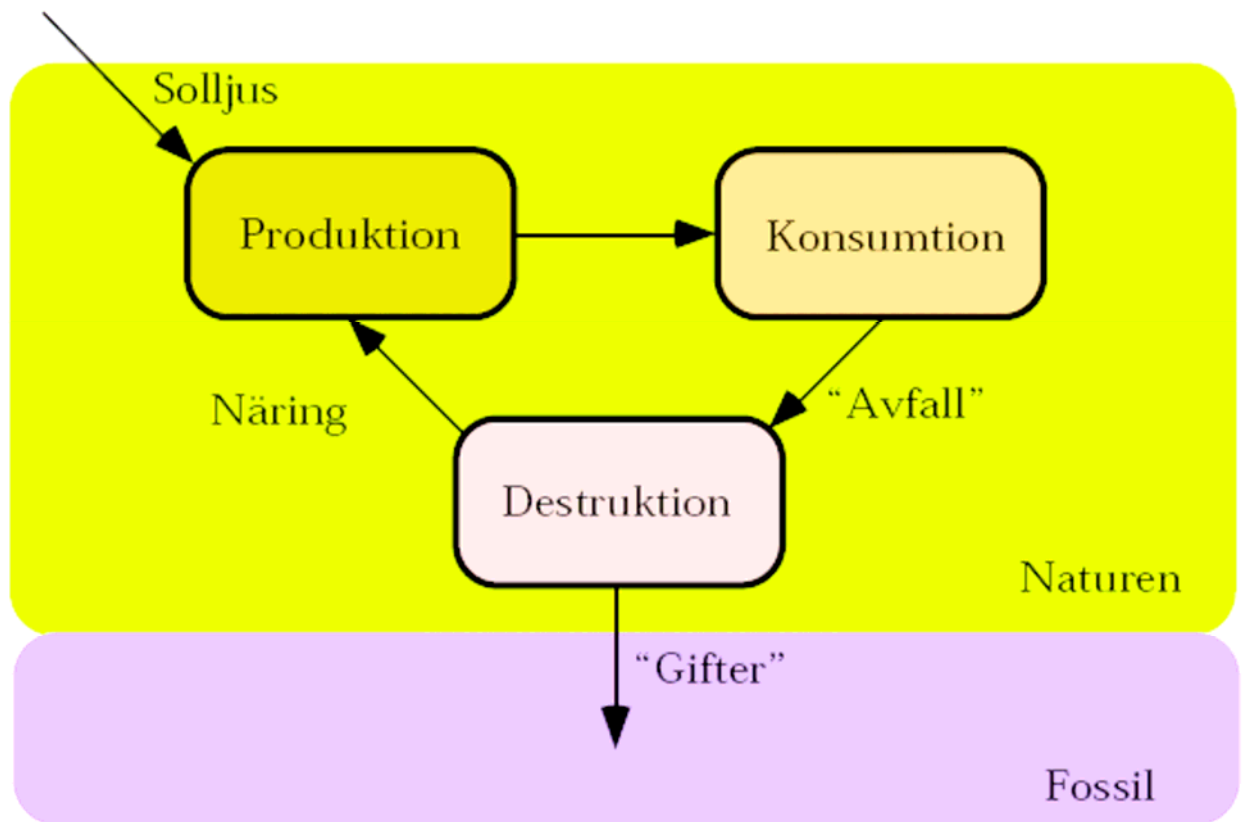 Solljus
Produktion
Konsumtion
Näring
“Avfall”
Destruktion
Naturen
“Gifter”
Fossil